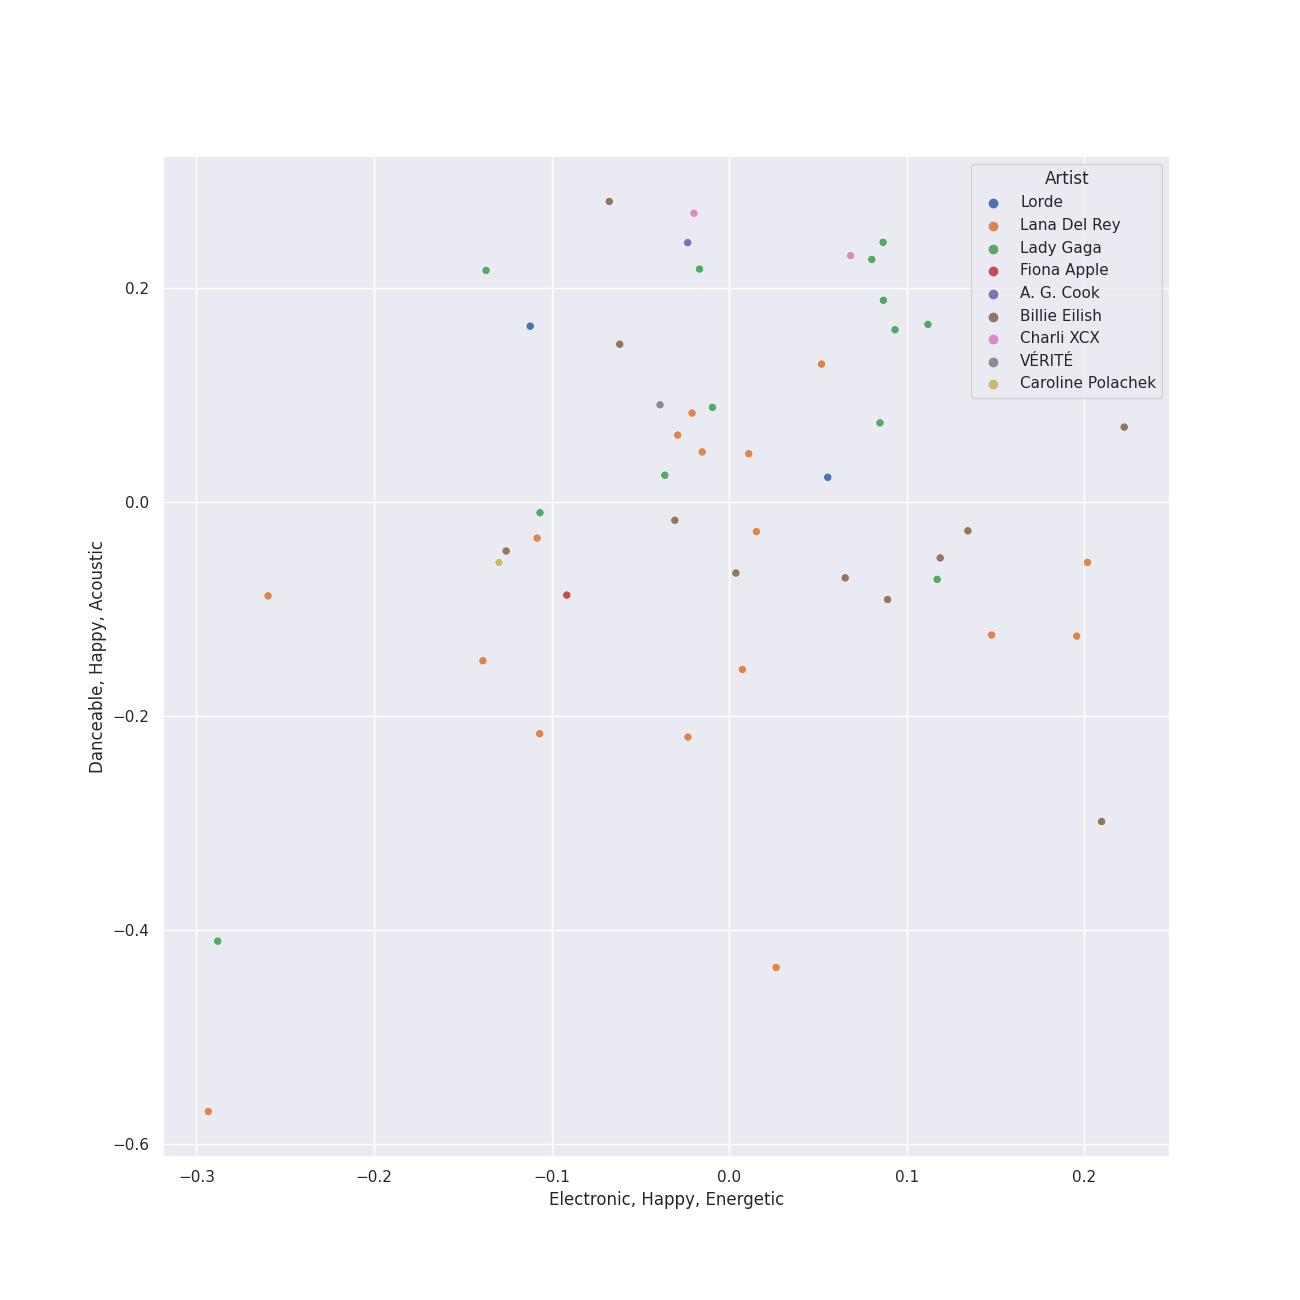 Artist
Lorde
Lana Del Rey
Lady Gaga
Fiona Apple
A. G. Cook
Billie Eilish
Charli XCX
VÉRITÉ
Caroline Polachek
0.2
0.0
−0.2
−0.4
−0.6
Danceable, Happy, Acoustic
−0.3 −0.2 −0.1 0.0 0.1 0.2
Electronic, Happy, Energetic